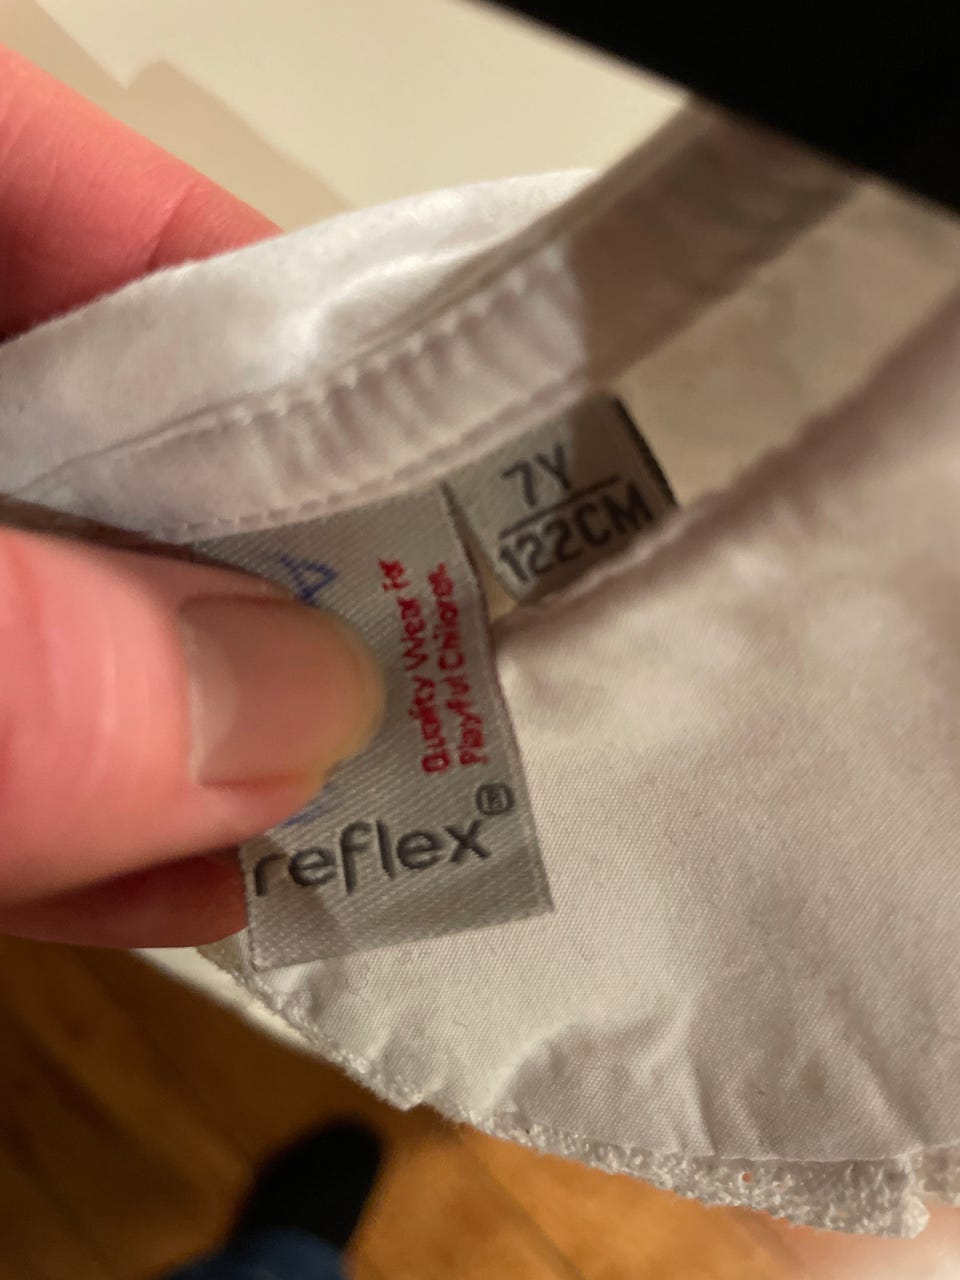 7Y
122CM
Quality Wear For
Playful Children.
reflex®